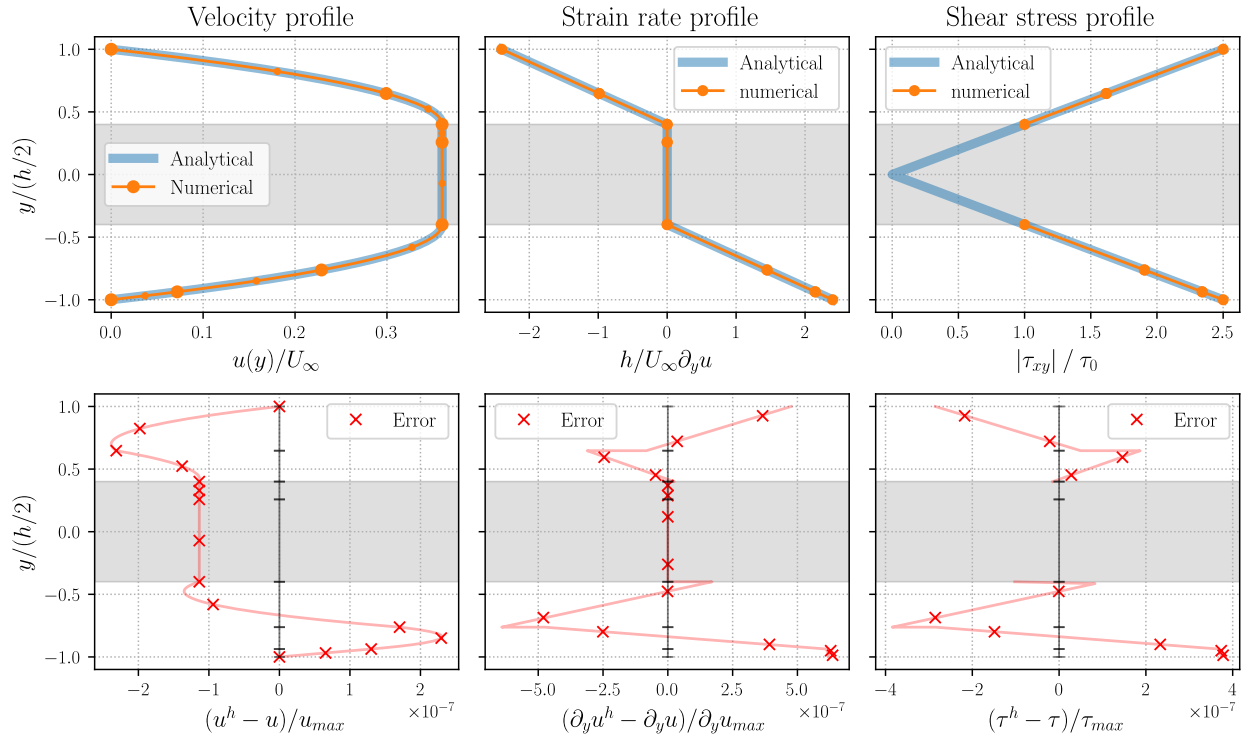 Velocity profile
1.0
0.5
0.0
−0.5
−1.0
y/(h/2)
Analytical
Numerical
0.0 0.1 0.2 0.3
u(y)/U∞
Strain rate profile
Analytical
numerical
−2 −1 0 1 2
h/U∞∂yu
Shear stress profile
Analytical
numerical
0.0 0.5 1.0 1.5 2.0 2.5
|τxy| / τ0
1.0
0.5
0.0
−0.5
−1.0
y/(h/2)
Error
−2 −1 0 1 2
×10−7
(u^h − u)/umax
Error
−5.0 −2.5 0.0 2.5 5.0
×10−7
(∂yu^h − ∂yu)/∂yumax
Error
−4 −2 0 2 4
×10−7
(τ^h − τ)/τmax